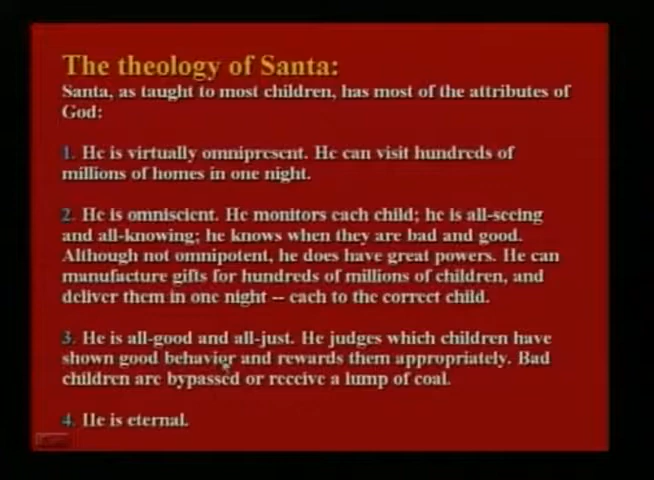 The theology of Santa:
Santa, as taught to most children, has most of the attributes of
God:
1. He is virtually omnipresent. He can visit hundreds of
millions of homes in one night.
2. He is omniscient. He monitors each child; he is all-seeing
and all-knowing; he knows when they are bad and good.
Although not omnipotent, he does have great powers. He can
manufacture gifts for hundreds of millions of children, and
deliver them in one night -- each to the correct child.
3. He is all-good and all-just. He judges which children have
shown good behavior and rewards them appropriately. Bad
children are bypassed or receive a lump of coal.
4. He is eternal.